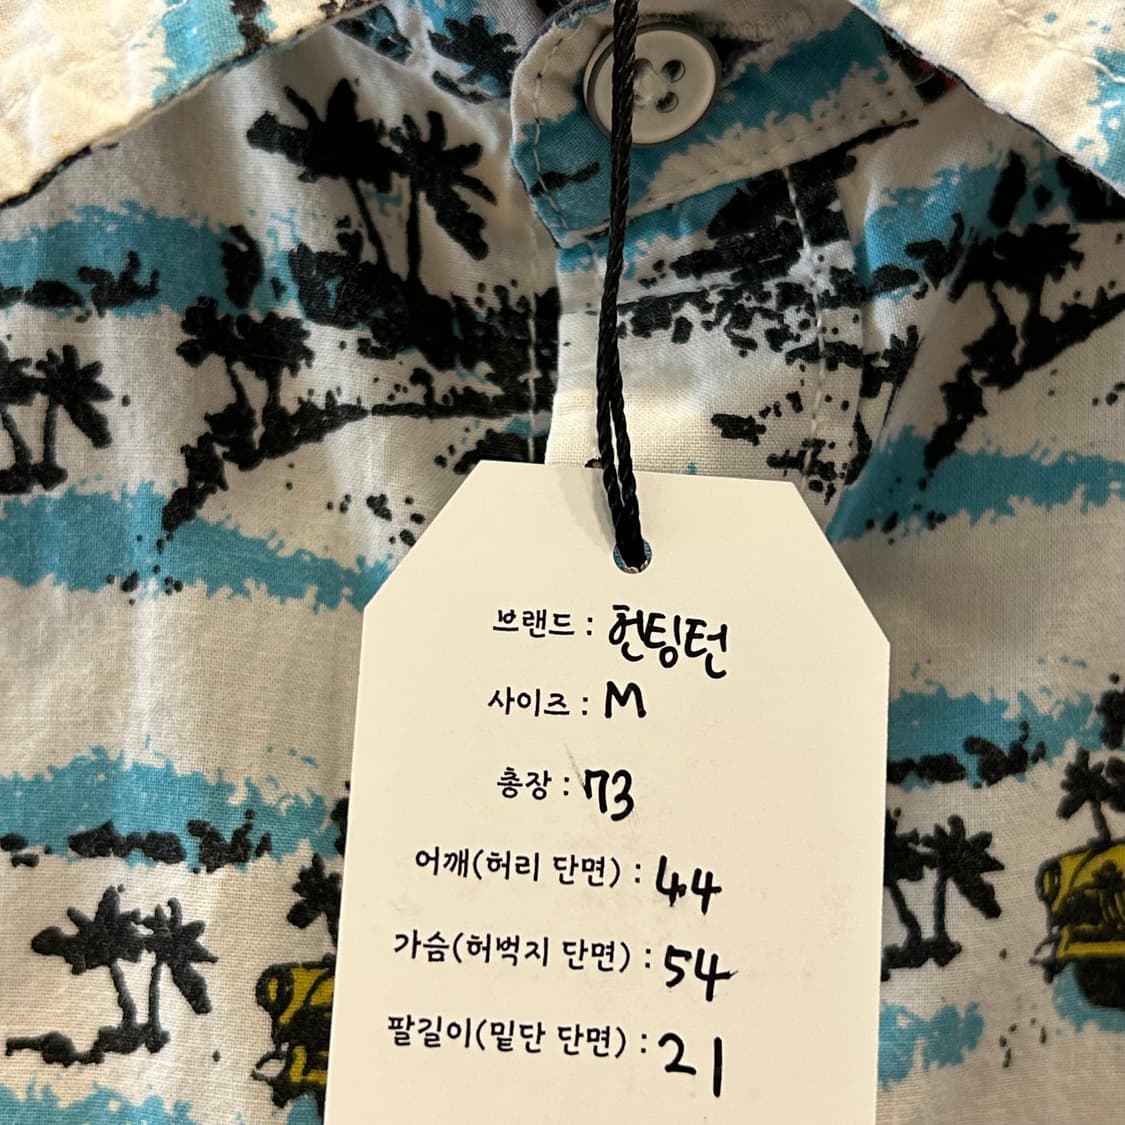 브랜드 : 헌팅턴
사이즈 : M
총장 : 73
어깨(허리 단면) : 44
가슴(허벅지 단면) : 54
팔길이(밑단 단면) : 21